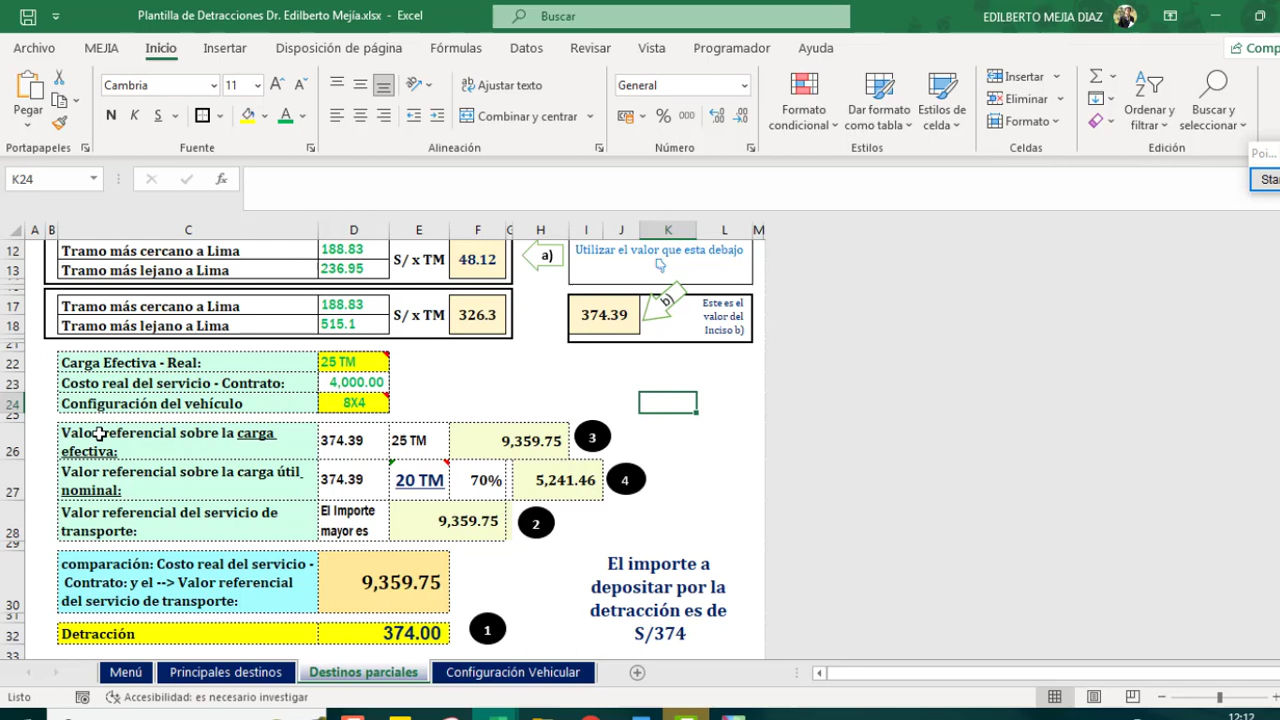 Plantilla de Detracciones Dr. Edilberto Mejía.xlsx - Excel
Buscar
EDILBERTO MEJIA DIAZ
Archivo MEJIA Inicio Insertar Disposición de página Fórmulas Datos Revisar Vista Programador Ayuda
Comp
Pegar
Cambria 11
N K S
Ajustar texto
Combinar y centrar
General
% 000
Formato condicional
Dar formato como tabla
Estilos de celda
Insertar
Eliminar
Formato
Ordenar y filtrar
Buscar y seleccionar
Portapapeles Fuente Alineación Número Estilos Celdas Edición
Poi...
Sta
K24
fx
A B C D E F G H I J K L M
12 Tramo más cercano a Lima 188.83
13 Tramo más lejano a Lima 236.95
S/ x TM 48.12
a)
Utilizar el valor que esta debajo
17 Tramo más cercano a Lima 188.83
18 Tramo más lejano a Lima 515.1
S/ x TM 326.3
374.39
b)
Este es el
valor del
Inciso b)
21
22 Carga Efectiva - Real: 25 TM
23 Costo real del servicio - Contrato: 4,000.00
24 Configuración del vehículo 8X4
25
26 Valor referencial sobre la carga
efectiva:
374.39 25 TM 9,359.75 3
27 Valor referencial sobre la carga útil
nominal:
374.39 20 TM 70% 5,241.46 4
28 Valor referencial del servicio de
transporte:
El Importe
mayor es
9,359.75 2
29
30 comparación: Costo real del servicio -
Contrato: y el --> Valor referencial
del servicio de transporte:
9,359.75
El importe a
depositar por la
detracción es de
S/374
31
32 Detracción 374.00 1
33
Menú Principales destinos Destinos parciales Configuración Vehicular
Listo Accesibilidad: es necesario investigar
12:12